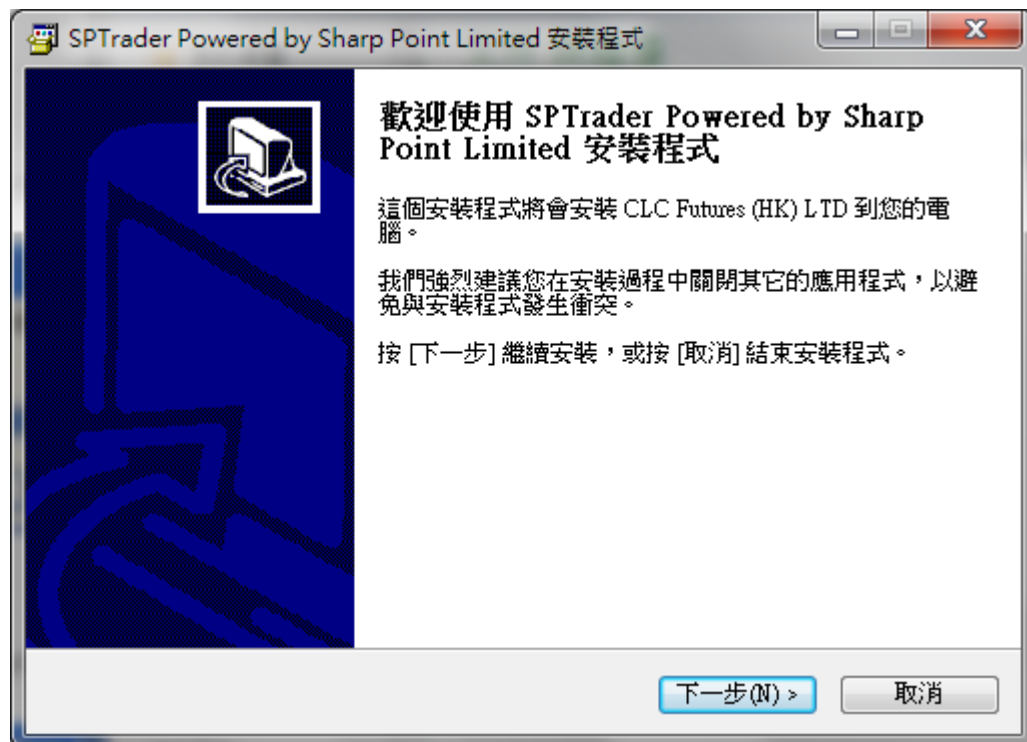 SPTrader Powered by Sharp Point Limited 安裝程式
歡迎使用 SPTrader Powered by Sharp
Point Limited 安裝程式
這個安裝程式將會安裝 CLC Futures (HK) LTD 到您的電
腦。
我們強烈建議您在安裝過程中關閉其它的應用程式，以避
免與安裝程式發生衝突。
按 [下一步] 繼續安裝，或按 [取消] 結束安裝程式。
下一步(N) >
取消